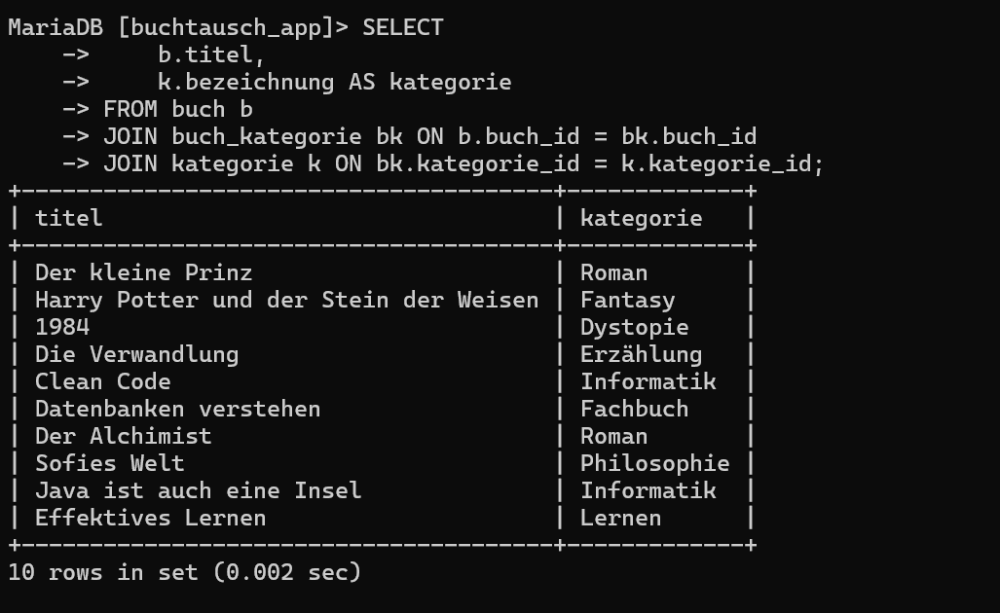 MariaDB [buchtausch_app]> SELECT
    ->     b.titel,
    ->     k.bezeichnung AS kategorie
    -> FROM buch b
    -> JOIN buch_kategorie bk ON b.buch_id = bk.buch_id
    -> JOIN kategorie k ON bk.kategorie_id = k.kategorie_id;
+---------------------------------------+-------------+
| titel                                 | kategorie   |
+---------------------------------------+-------------+
| Der kleine Prinz                      | Roman       |
| Harry Potter und der Stein der Weisen | Fantasy     |
| 1984                                  | Dystopie    |
| Die Verwandlung                       | Erzählung   |
| Clean Code                            | Informatik  |
| Datenbanken verstehen                 | Fachbuch    |
| Der Alchimist                         | Roman       |
| Sofies Welt                           | Philosophie |
| Java ist auch eine Insel              | Informatik  |
| Effektives Lernen                     | Lernen      |
+---------------------------------------+-------------+
10 rows in set (0.002 sec)